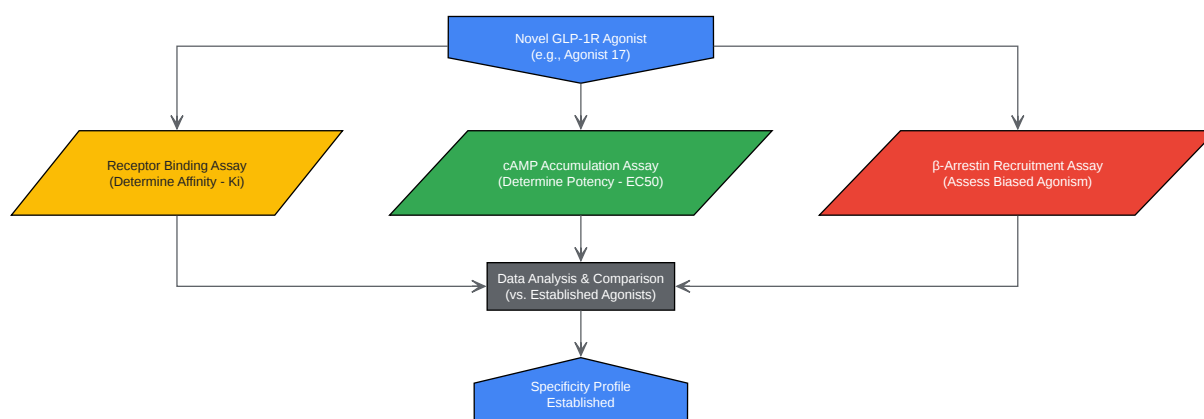 Novel GLP-1R Agonist
(e.g., Agonist 17)
Receptor Binding Assay
(Determine Affinity - Ki)
cAMP Accumulation Assay
(Determine Potency - EC50)
β-Arrestin Recruitment Assay
(Assess Biased Agonism)
Data Analysis & Comparison
(vs. Established Agonists)
Specificity Profile
Established